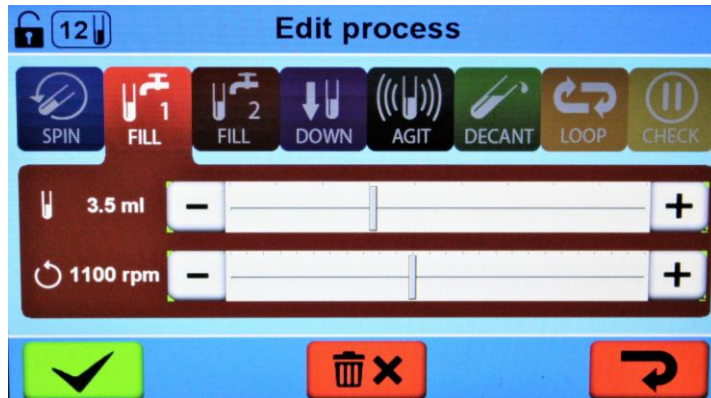 12
Edit process
SPIN
1
FILL
2
FILL
DOWN
AGIT
DECANT
LOOP
CHECK
3.5 ml
1100 rpm